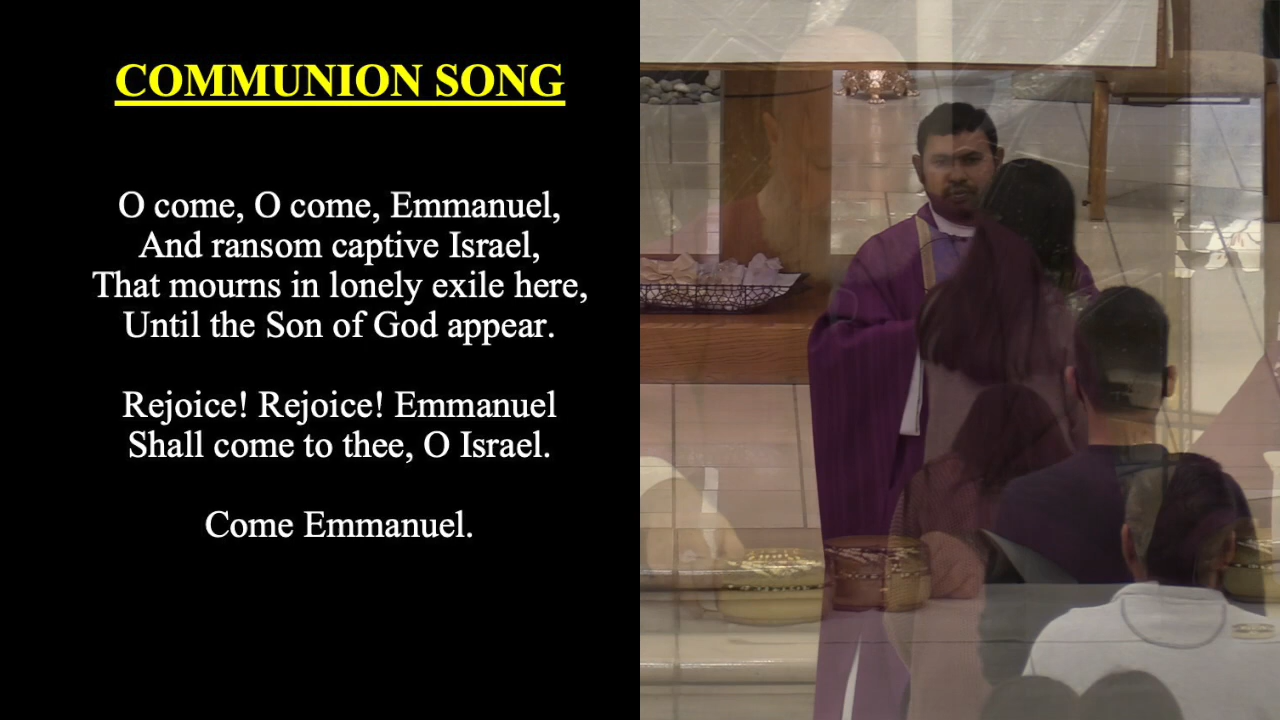 COMMUNION SONG
O come, O come, Emmanuel,
And ransom captive Israel,
That mourns in lonely exile here,
Until the Son of God appear.
Rejoice! Rejoice! Emmanuel
Shall come to thee, O Israel.
Come Emmanuel.